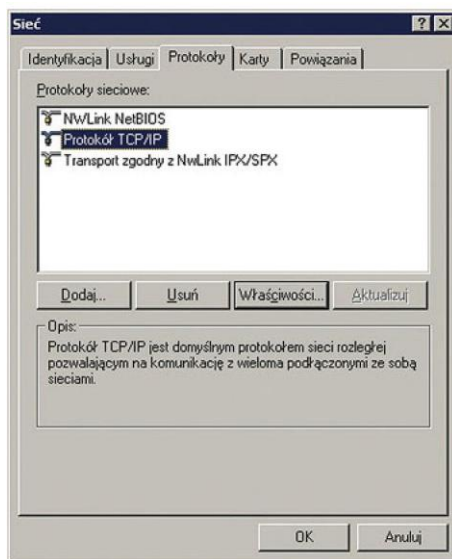 Sieć
Identyfikacja Usługi Protokoły Karty Powiązania
Protokoły sieciowe:
NWLink NetBIOS
Protokół TCP/IP
Transport zgodny z NwLink IPX/SPX
Dodaj... Usuń Właściwości... Aktualizuj
Opis:
Protokół TCP/IP jest domyślnym protokołem sieci rozległej
pozwalającym na komunikację z wieloma podłączonymi ze sobą
sieciami.
OK Anuluj